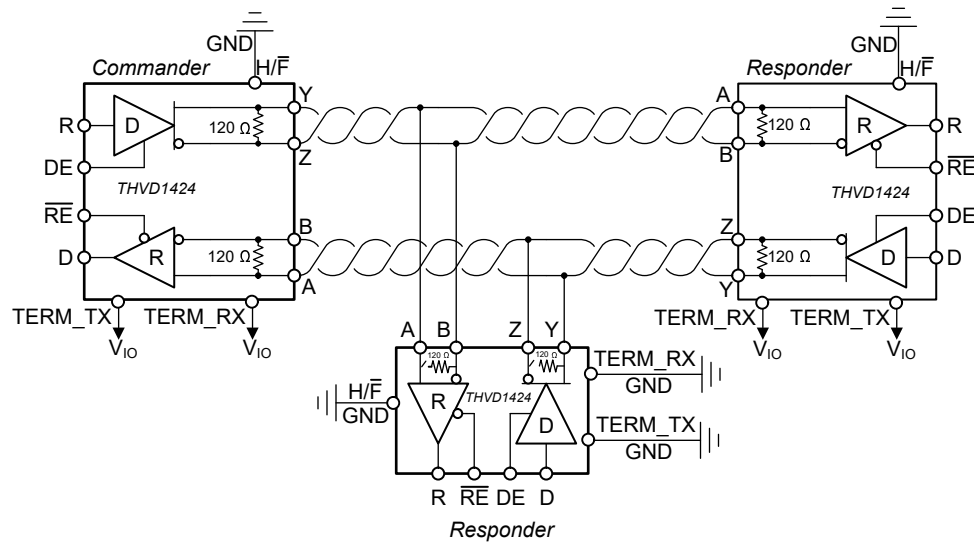 GND
GND
Commander
H/F̅
Responder
H/F̅
R
D
120 Ω
Y
Z
DE
THVD1424
A
B
120 Ω
R
R
R̅E̅
THVD1424
R̅E̅
D
R
120 Ω
B
A
DE
Z
Y
120 Ω
D
D
TERM_TX
TERM_RX
VIO
VIO
TERM_RX
TERM_TX
VIO
VIO
A
B
Z
Y
120 Ω
120 Ω
TERM_RX
GND
H/F̅
GND
THVD1424
R
D
TERM_TX
GND
R
R̅E̅
DE
D
Responder